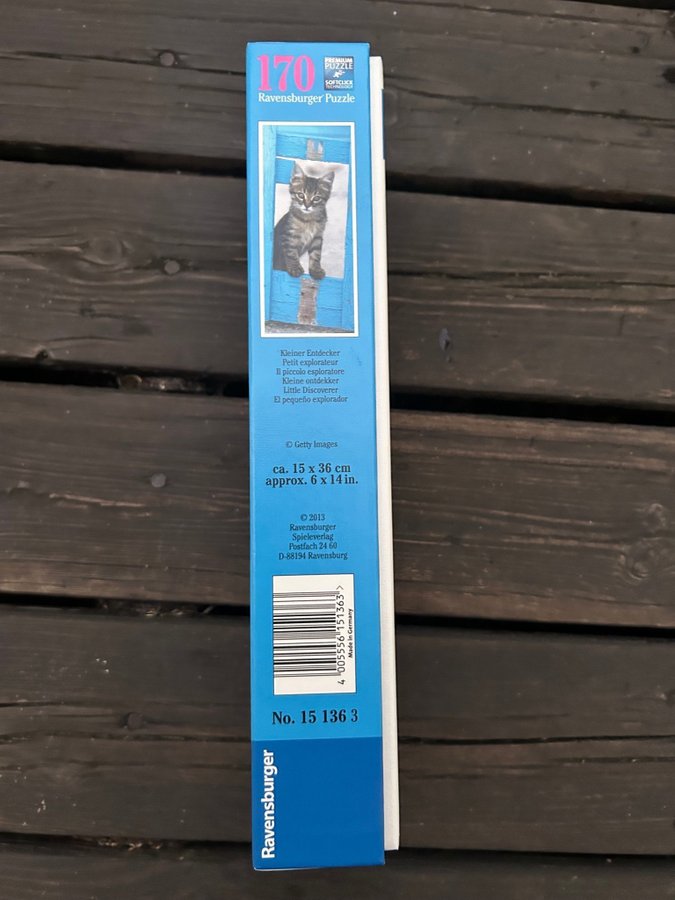 170
PREMIUM
PUZZLE
SOFTCLICK
TECHNOLOGY
Ravensburger Puzzle
Kleiner Entdecker
Petit explorateur
Il piccolo esploratore
Kleine ontdekker
Little Discoverer
El pequeño explorador
© Getty Images
ca. 15 x 36 cm
approx. 6 x 14 in.
© 2013
Ravensburger
Spieleverlag
Postfach 24 60
D-88194 Ravensburg
4 005556 151363 >
Made in Germany
No. 15 136 3
Ravensburger